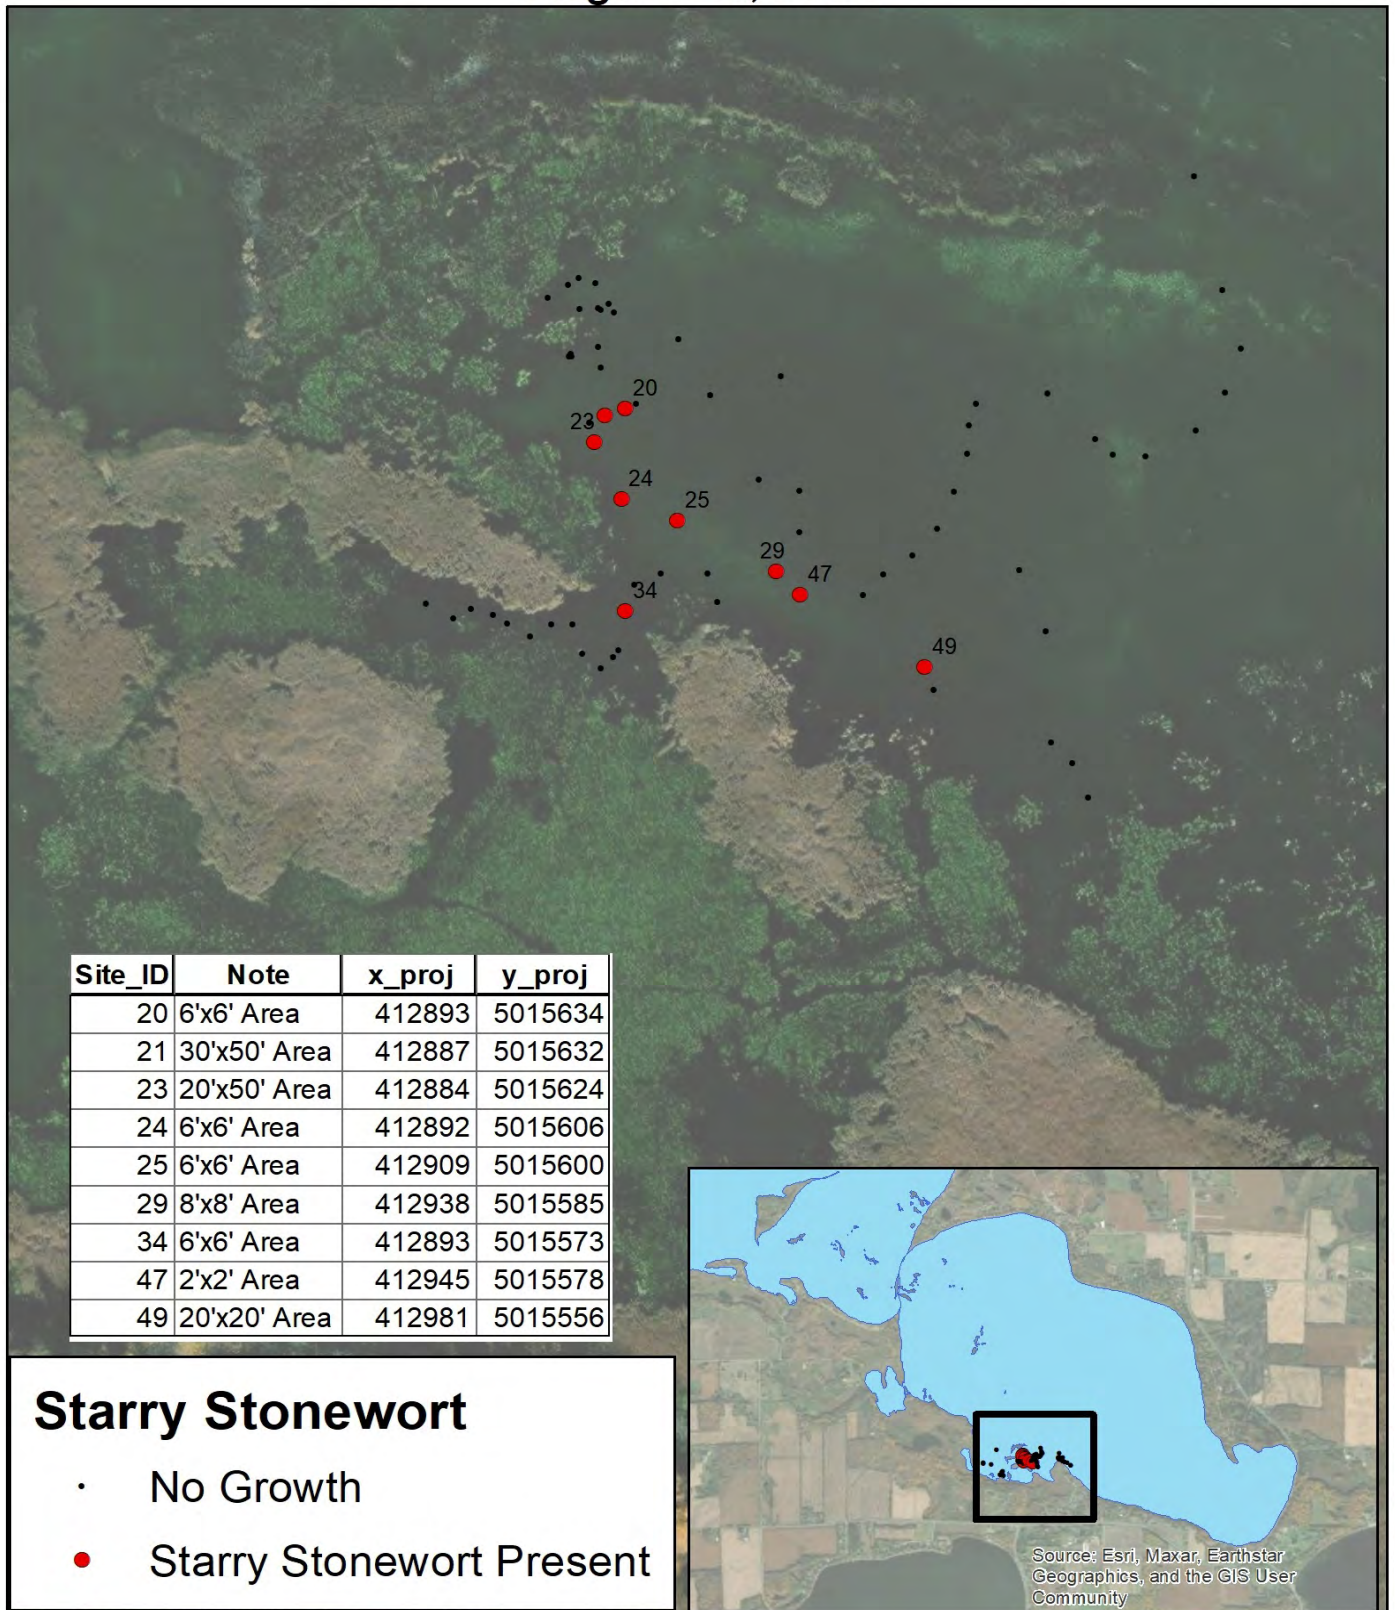 20
23
24
25
29
47
34
49
Site_ID Note x_proj y_proj
20 6'x6' Area 412893 5015634
21 30'x50' Area 412887 5015632
23 20'x50' Area 412884 5015624
24 6'x6' Area 412892 5015606
25 6'x6' Area 412909 5015600
29 8'x8' Area 412938 5015585
34 6'x6' Area 412893 5015573
47 2'x2' Area 412945 5015578
49 20'x20' Area 412981 5015556
Starry Stonewort
No Growth
Starry Stonewort Present
Source: Esri, Maxar, Earthstar
Geographics, and the GIS User
Community